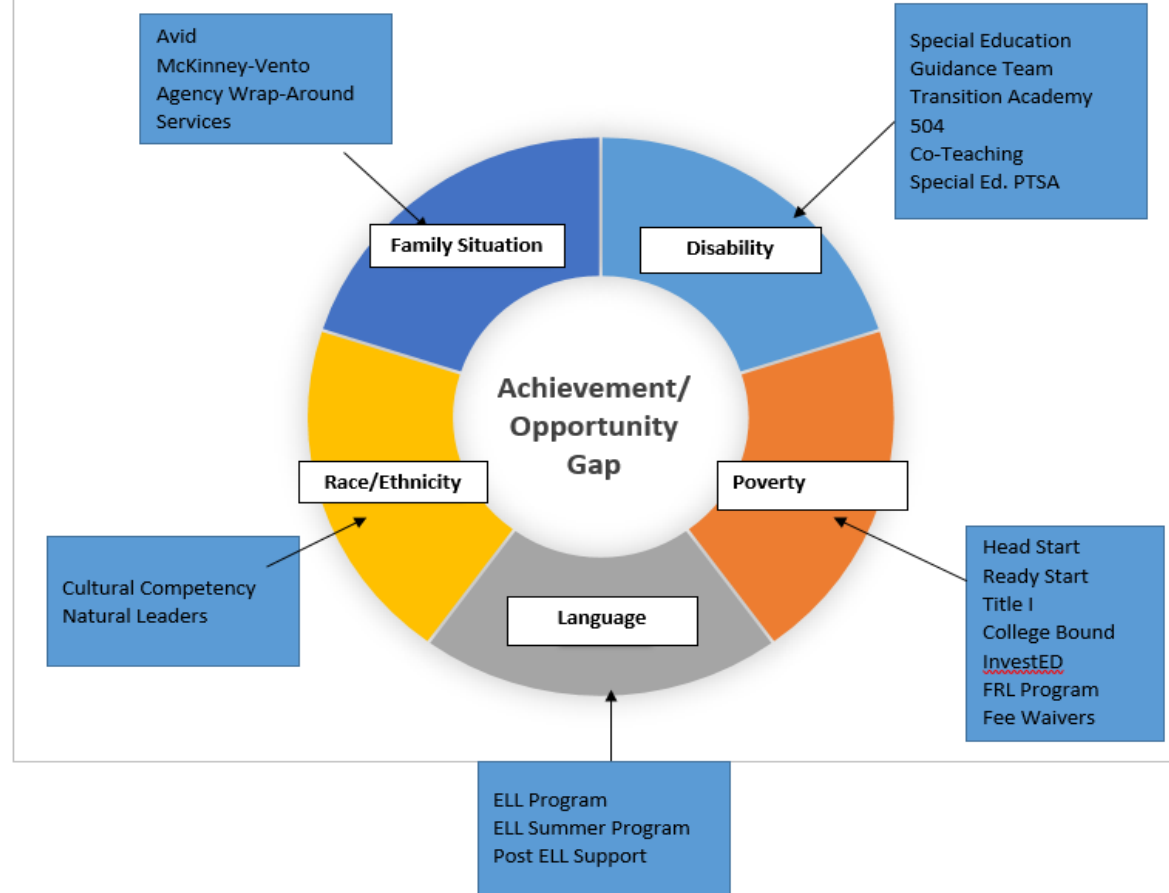 Avid
McKinney-Vento
Agency Wrap-Around
Services
Special Education
Guidance Team
Transition Academy
504
Co-Teaching
Special Ed. PTSA
Family Situation
Disability
Achievement/
Opportunity
Gap
Race/Ethnicity
Poverty
Cultural Competency
Natural Leaders
Head Start
Ready Start
Title I
College Bound
InvestED
FRL Program
Fee Waivers
Language
ELL Program
ELL Summer Program
Post ELL Support